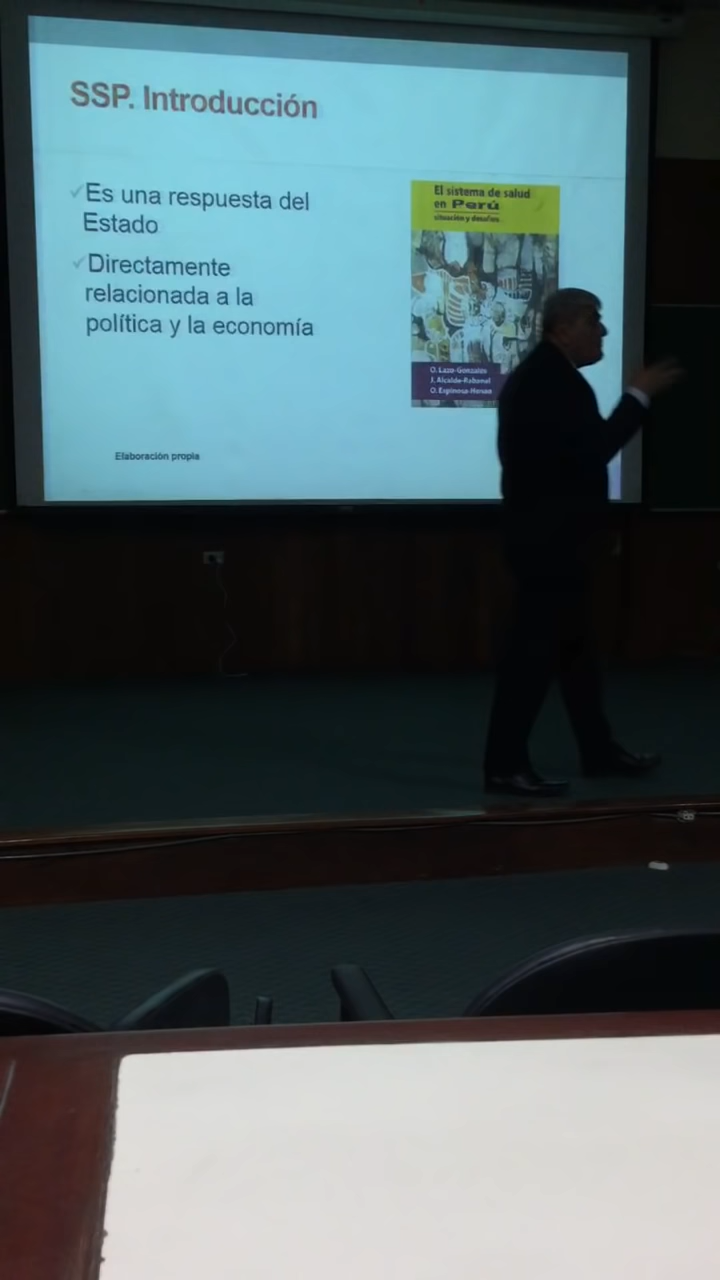 SSP. Introducción
Es una respuesta del
Estado
Directamente
relacionada a la
política y la economía
El sistema de salud
en Perú
situación y desafíos
O. Lazo-Gonzales
J. Alcalde-Rabanal
O. Espinosa-Henao
Elaboración propia